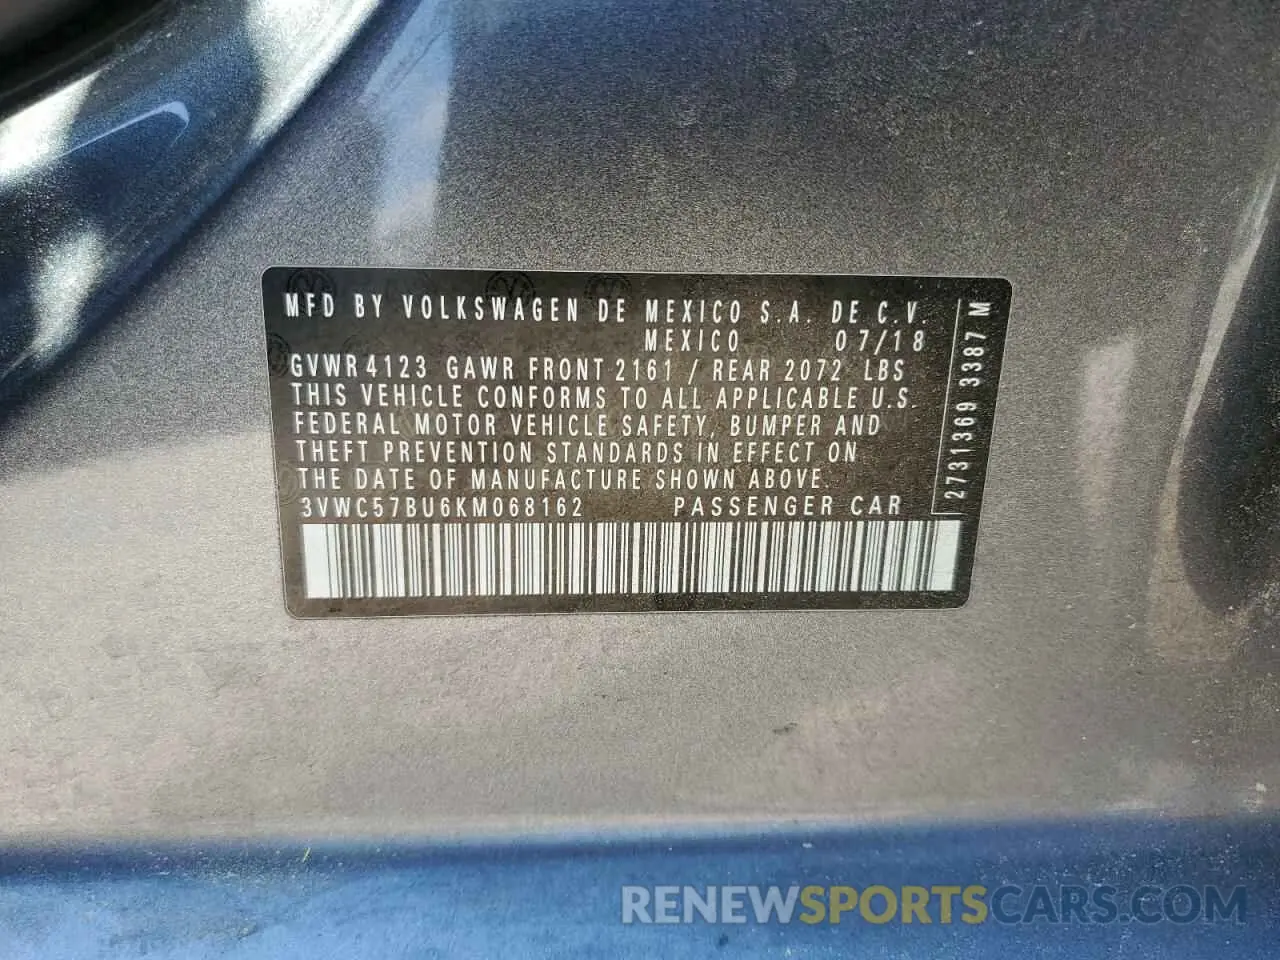 MFD BY VOLKSWAGEN DE MEXICO S.A. DE C.V.
MEXICO 07/18
GVWR 4123 GAWR FRONT 2161 / REAR 2072 LBS
THIS VEHICLE CONFORMS TO ALL APPLICABLE U.S.
FEDERAL MOTOR VEHICLE SAFETY, BUMPER AND
THEFT PREVENTION STANDARDS IN EFFECT ON
THE DATE OF MANUFACTURE SHOWN ABOVE.
3VWC57BU6KM068162 PASSENGER CAR
2731369 3387 M
RENEWSPORTSCARS.COM